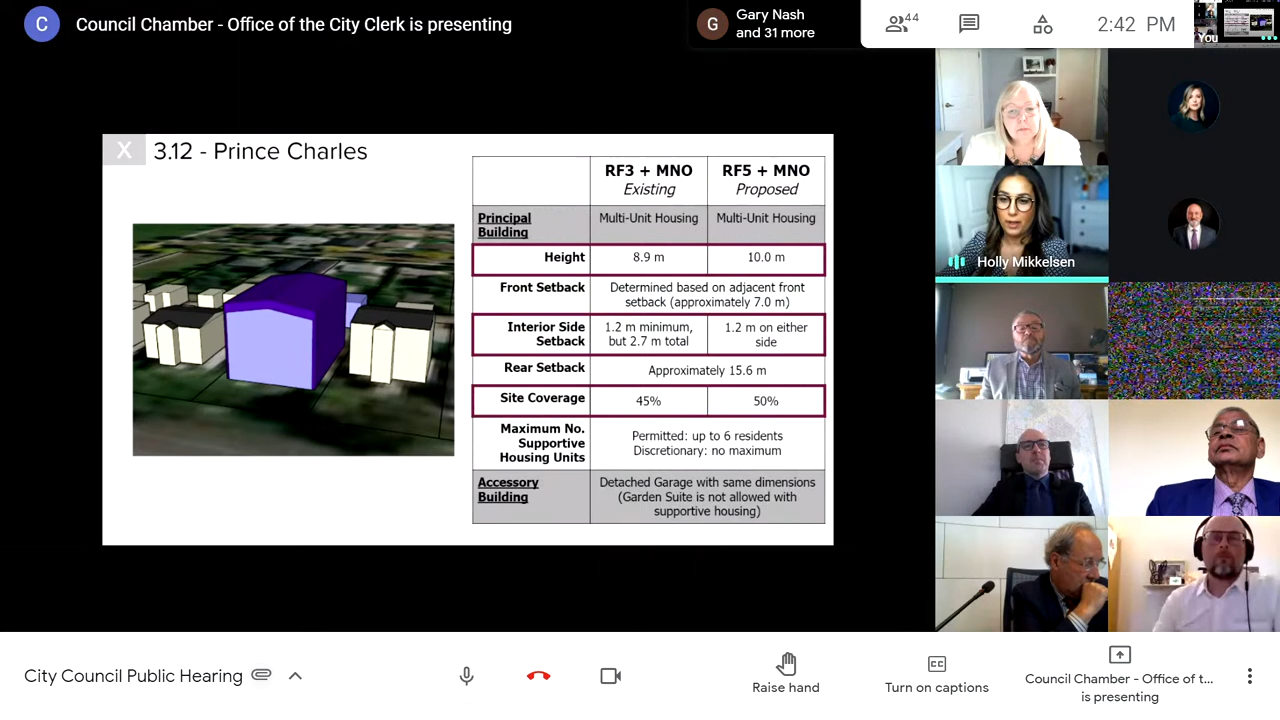 C
Council Chamber - Office of the City Clerk is presenting
G
Gary Nash
and 31 more
44
2:42 PM
You
X
3.12 - Prince Charles
RF3 + MNO
Existing
RF5 + MNO
Proposed
Principal
Building
Multi-Unit Housing
Multi-Unit Housing
Height
8.9 m
10.0 m
Front Setback
Determined based on adjacent front
setback (approximately 7.0 m)
Interior Side
Setback
1.2 m minimum,
but 2.7 m total
1.2 m on either
side
Rear Setback
Approximately 15.6 m
Site Coverage
45%
50%
Maximum No.
Supportive
Housing Units
Permitted: up to 6 residents
Discretionary: no maximum
Accessory
Building
Detached Garage with same dimensions
(Garden Suite is not allowed with
supportive housing)
Holly Mikkelsen
City Council Public Hearing
Raise hand
CC
Turn on captions
Council Chamber - Office of t...
is presenting